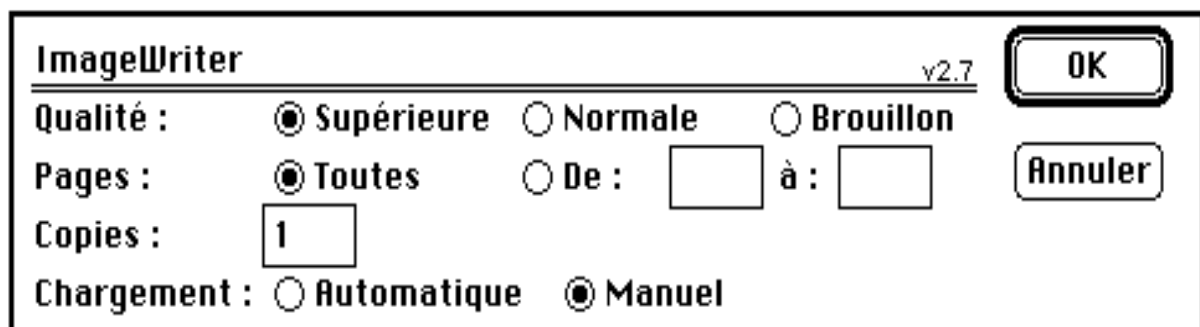 ImageWriter v2.7 OK
Qualité : Supérieure Normale Brouillon
Pages : Toutes De : à : Annuler
Copies : 1
Chargement : Automatique Manuel